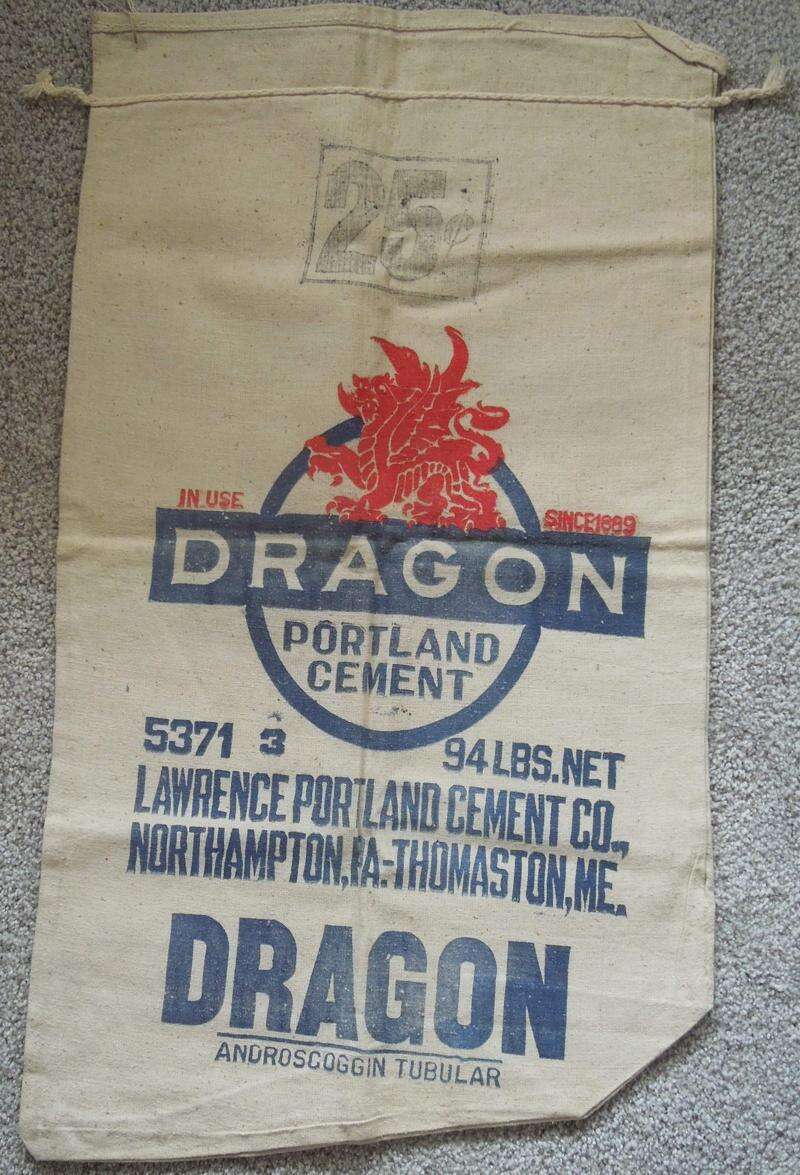 25¢
IN USE
SINCE 1889
DRAGON
PORTLAND
CEMENT
5371 3
94 LBS. NET
LAWRENCE PORTLAND CEMENT CO.,
NORTHAMPTON, PA.-THOMASTON, ME.
DRAGON
ANDROSCOGGIN TUBULAR